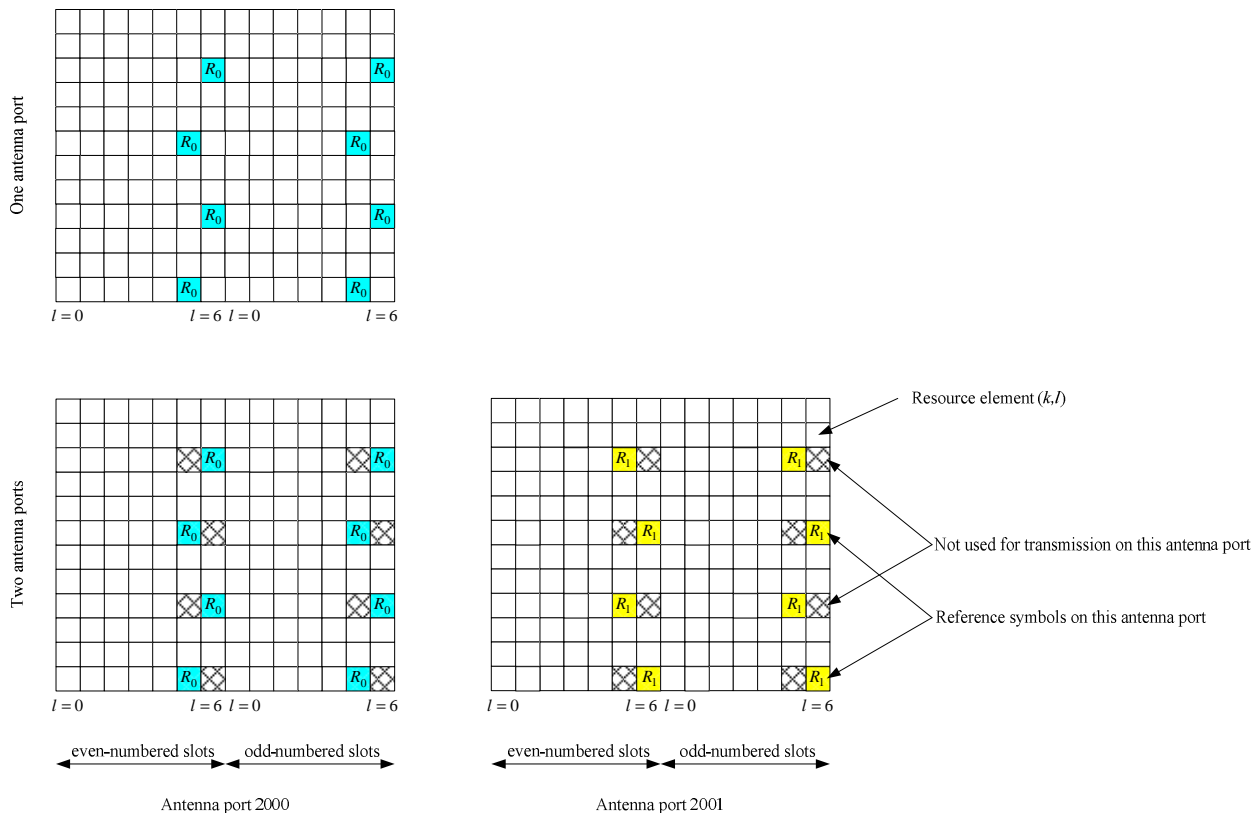 One antenna port
R0 R0
R0 R0
R0 R0
R0 R0
l = 0 l = 6 l = 0 l = 6
Two antenna ports
Resource element (k,l)
R0 R0 R1 R1
R0 R0 R1 R1
Not used for transmission on this antenna port
R0 R0 R1 R1
Reference symbols on this antenna port
R0 R0 R1 R1
l = 0 l = 6 l = 0 l = 6 l = 0 l = 6 l = 0 l = 6
even-numbered slots odd-numbered slots even-numbered slots odd-numbered slots
Antenna port 2000 Antenna port 2001